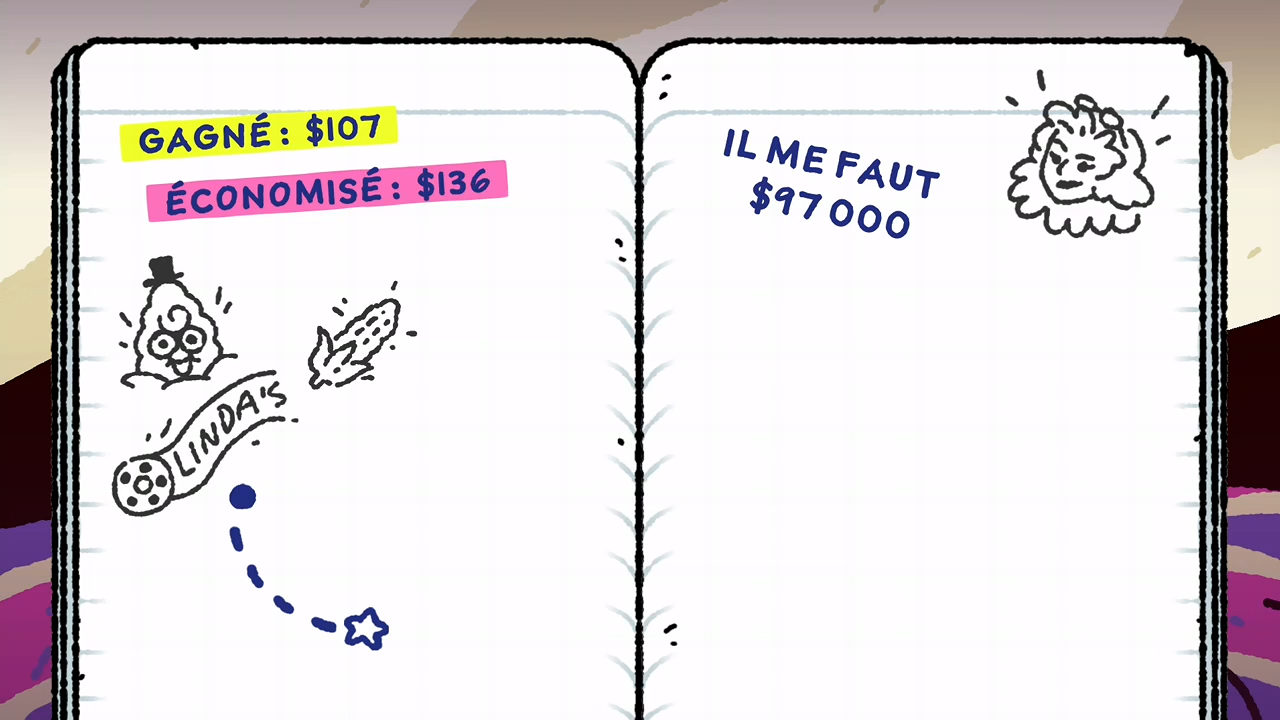 GAGNÉ : $107
ÉCONOMISÉ : $136
LINDA'S
IL ME FAUT
$97 000